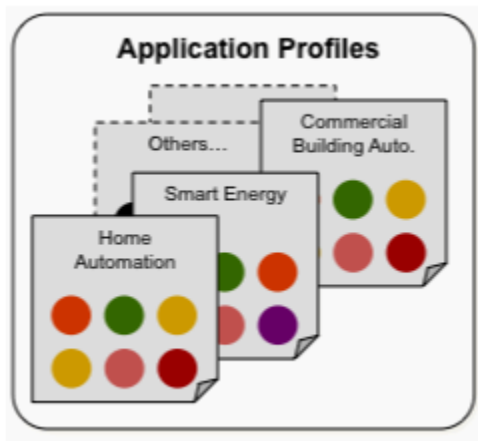 Application Profiles
Commercial
Building Auto.
Others...
Smart Energy
Home
Automation